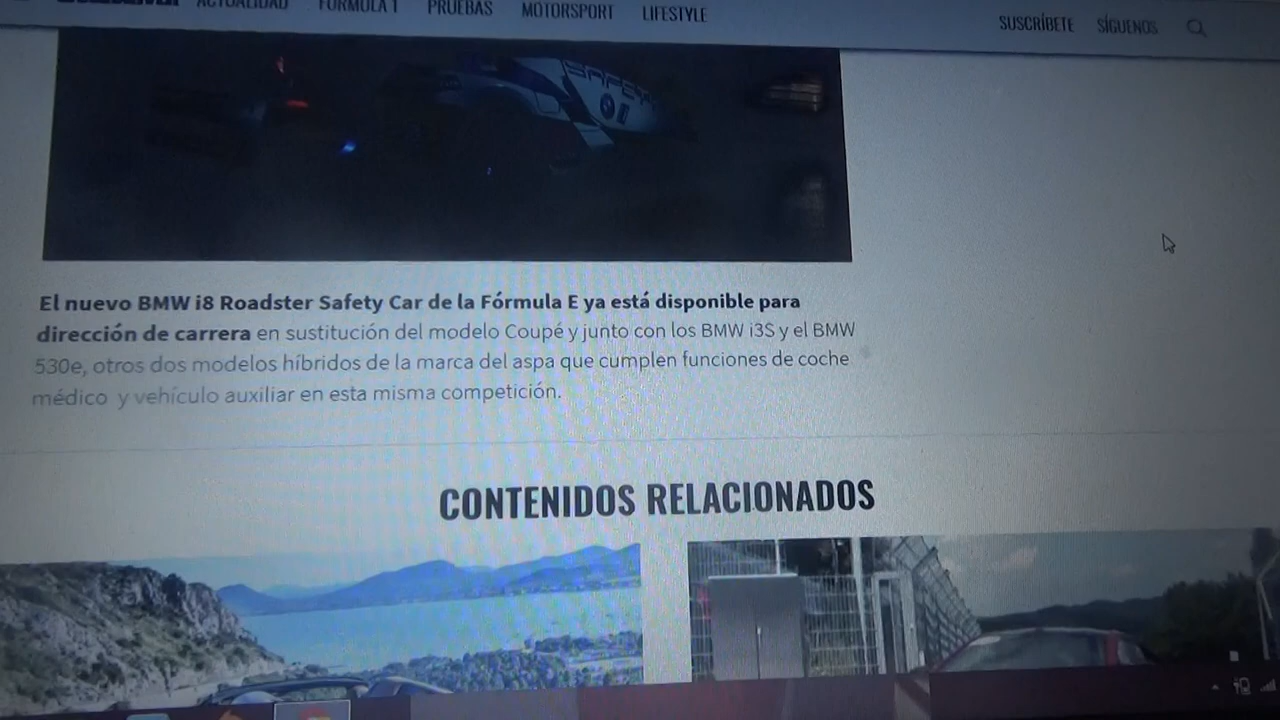 ACTUALIDAD FÓRMULA 1 PRUEBAS MOTORSPORT LIFESTYLE SUSCRÍBETE SÍGUENOS
SAFETY
El nuevo BMW i8 Roadster Safety Car de la Fórmula E ya está disponible para
dirección de carrera en sustitución del modelo Coupé y junto con los BMW i3S y el BMW
530e, otros dos modelos híbridos de la marca del aspa que cumplen funciones de coche
médico y vehículo auxiliar en esta misma competición.
CONTENIDOS RELACIONADOS